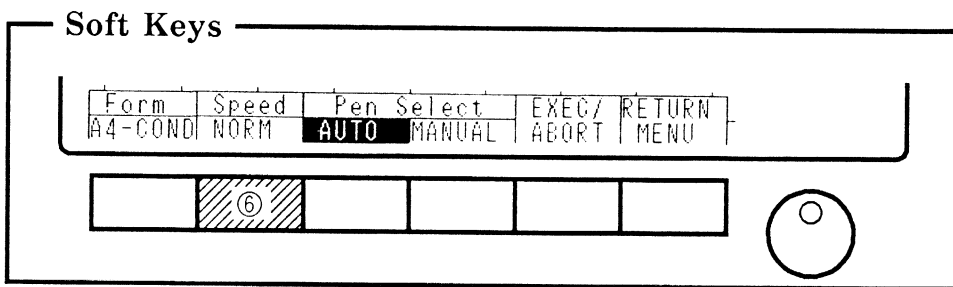 Soft Keys
Form Speed Pen Select EXEC/ RETURN
A4-COND NORM AUTO MANUAL ABORT MENU
⑥